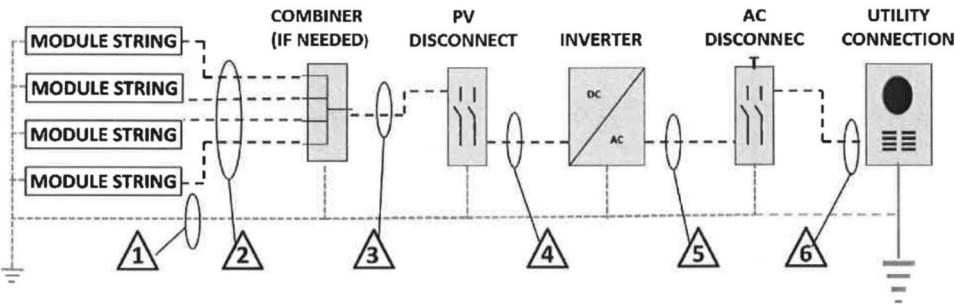 COMBINER
(IF NEEDED)
PV
DISCONNECT
INVERTER
AC
DISCONNEC
T
UTILITY
CONNECTION
MODULE STRING
MODULE STRING
MODULE STRING
MODULE STRING
DC
AC
1
2
3
4
5
6